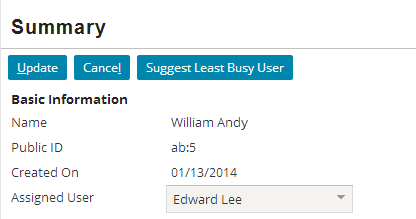 Summary
Update Cancel Suggest Least Busy User
Basic Information
Name William Andy
Public ID ab:5
Created On 01/13/2014
Assigned User Edward Lee